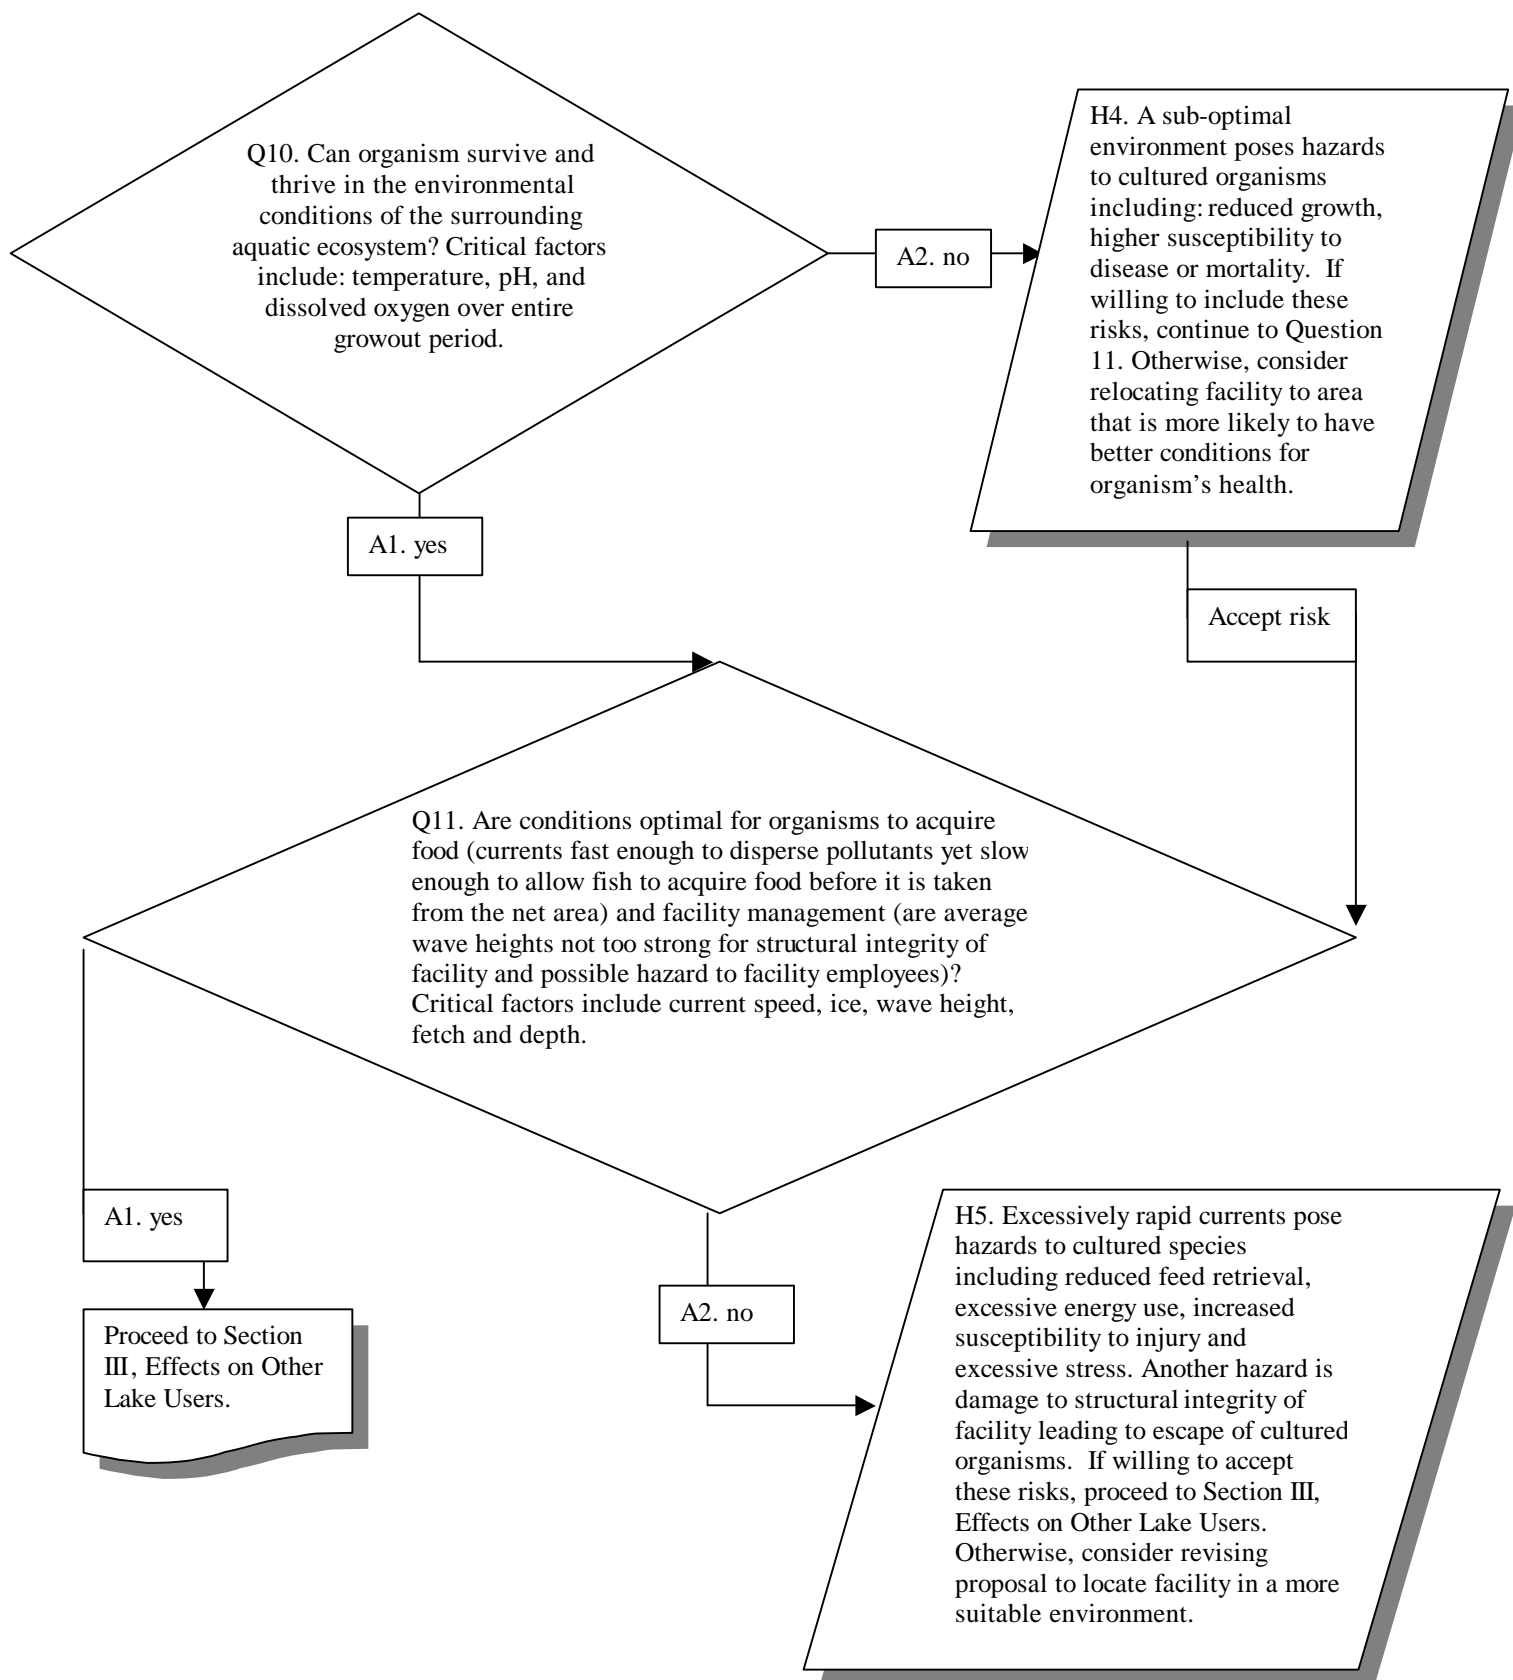 Q10. Can organism survive and
thrive in the environmental
conditions of the surrounding
aquatic ecosystem? Critical factors
include: temperature, pH, and
dissolved oxygen over entire
growout period.
A2. no
H4. A sub-optimal
environment poses hazards
to cultured organisms
including: reduced growth,
higher susceptibility to
disease or mortality. If
willing to include these
risks, continue to Question
11. Otherwise, consider
relocating facility to area
that is more likely to have
better conditions for
organism's health.
A1. yes
Accept risk
Q11. Are conditions optimal for organisms to acquire
food (currents fast enough to disperse pollutants yet slow
enough to allow fish to acquire food before it is taken
from the net area) and facility management (are average
wave heights not too strong for structural integrity of
facility and possible hazard to facility employees)?
Critical factors include current speed, ice, wave height,
fetch and depth.
A1. yes
Proceed to Section
III, Effects on Other
Lake Users.
A2. no
H5. Excessively rapid currents pose
hazards to cultured species
including reduced feed retrieval,
excessive energy use, increased
susceptibility to injury and
excessive stress. Another hazard is
damage to structural integrity of
facility leading to escape of cultured
organisms. If willing to accept
these risks, proceed to Section III,
Effects on Other Lake Users.
Otherwise, consider revising
proposal to locate facility in a more
suitable environment.